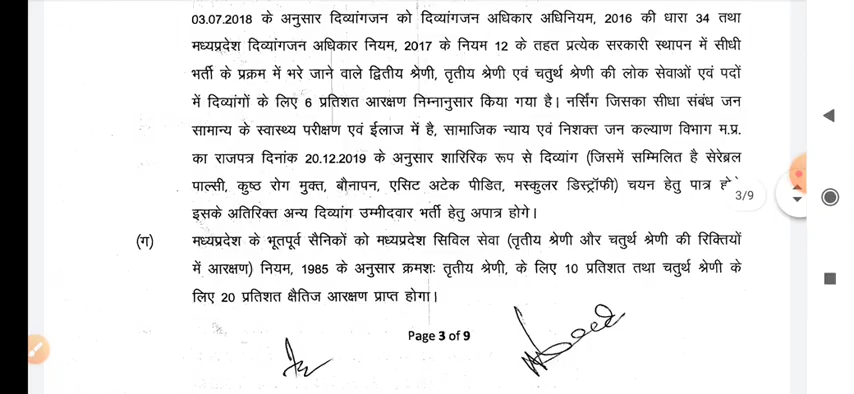 03.07.2018 के अनुसार दिव्यांगजन को दिव्यांगजन अधिकार अधिनियम, 2016 की धारा 34 तथा
मध्यप्रदेश दिव्यांगजन अधिकार नियम, 2017 के नियम 12 के तहत प्रत्येक सरकारी स्थापन में सीधी
भर्ती के प्रक्रम में भरे जाने वाले द्वितीय श्रेणी, तृतीय श्रेणी एवं चतुर्थ श्रेणी की लोक सेवाओं एवं पदों
में दिव्यांगों के लिए 6 प्रतिशत आरक्षण निम्नानुसार किया गया है। नर्सिंग जिसका सीधा संबंध जन
सामान्य के स्वास्थ्य परीक्षण एवं ईलाज में है, सामाजिक न्याय एवं निशक्त जन कल्याण विभाग म.प्र.
का राजपत्र दिनांक 20.12.2019 के अनुसार शारिरिक रूप से दिव्यांग (जिसमें सम्मिलित है सेरेब्रल
पाल्सी, कुष्ठ रोग मुक्त, बौनापन, एसिट अटेक पीडित, मस्कुलर डिस्ट्रॉफी) चयन हेतु पात्र
3/9
इसके अतिरिक्त अन्य दिव्यांग उम्मीदवार भर्ती हेतु अपात्र होगे।
(ग) मध्यप्रदेश के भूतपूर्व सैनिकों को मध्यप्रदेश सिविल सेवा (तृतीय श्रेणी और चतुर्थ श्रेणी की रिक्तियों
में आरक्षण) नियम, 1985 के अनुसार क्रमशः तृतीय श्रेणी, के लिए 10 प्रतिशत तथा चतुर्थ श्रेणी के
लिए 20 प्रतिशत क्षैतिज आरक्षण प्राप्त होगा।
Page 3 of 9